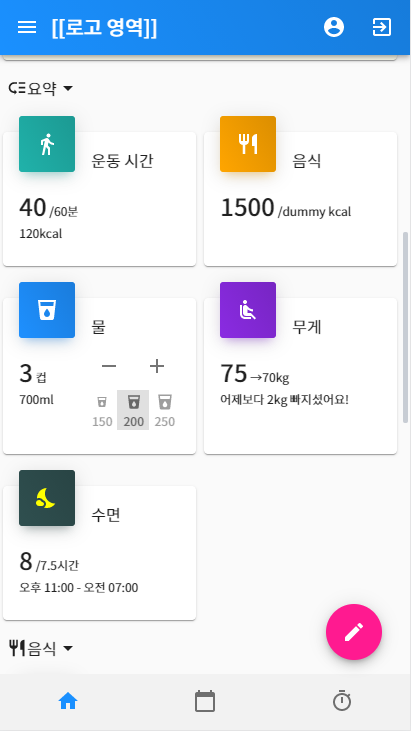 [[로고 영역]]
요약
운동 시간
40 /60분
120kcal
음식
1500 /dummy kcal
물
3 컵
700ml
150 200 250
무게
75 →70kg
어제보다 2kg 빠지셨어요!
수면
8 /7.5시간
오후 11:00 - 오전 07:00
음식